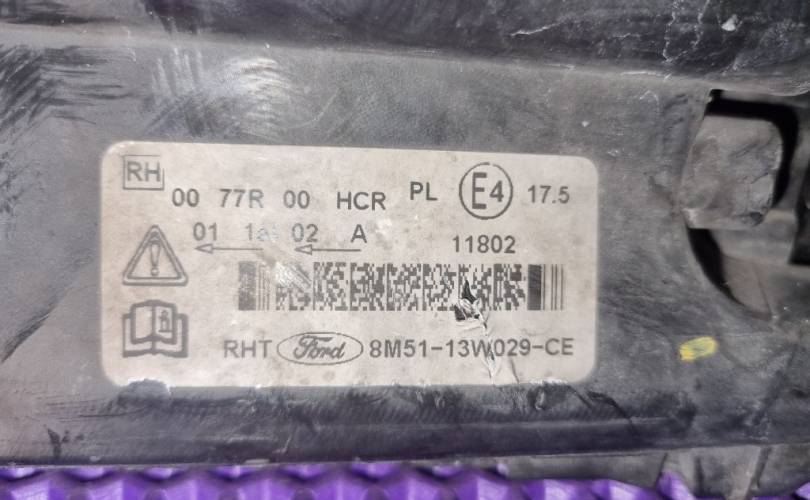 RH
00 77R 00 HCR PL E4 17.5
01 02 A
11802
RHT Ford 8M51-13W029-CE